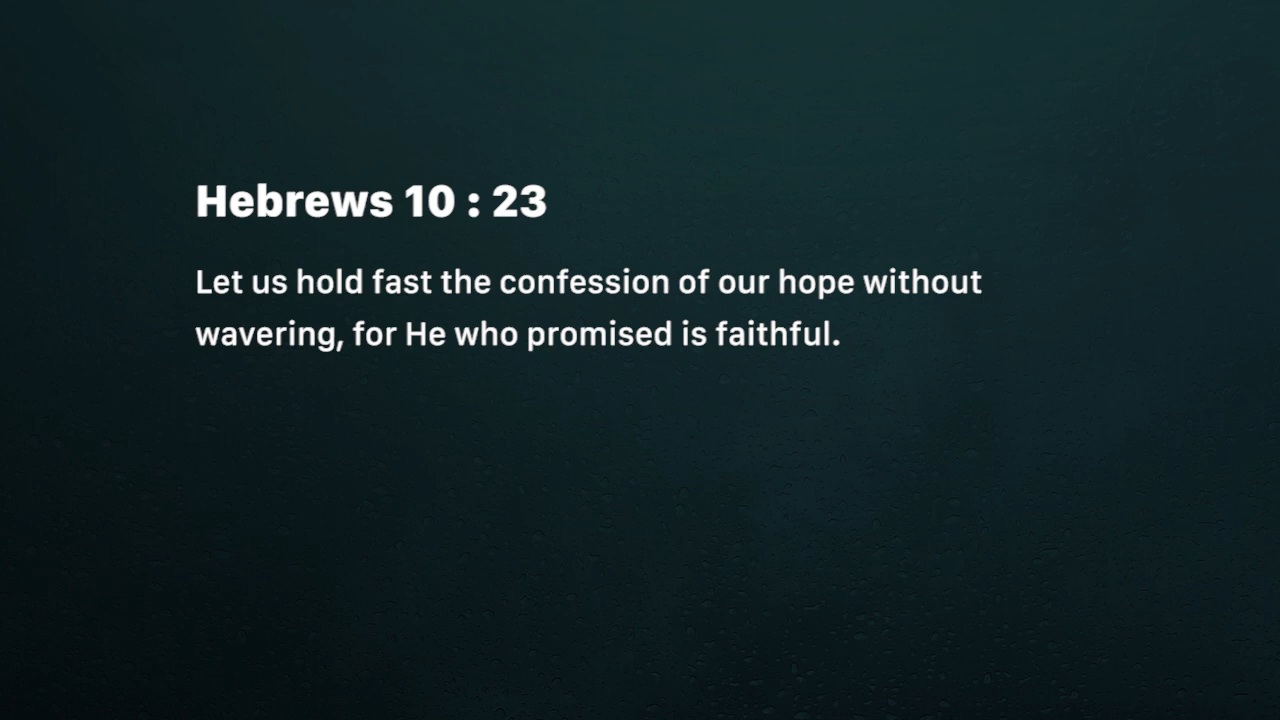 Hebrews 10 : 23
Let us hold fast the confession of our hope without
wavering, for He who promised is faithful.